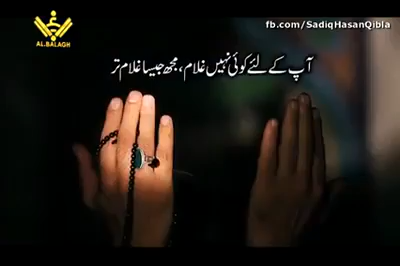 fb.com/SadiqHasanQibla
AL.BALAGH
آپ کے لئے کوئی نہیں غلام، مجھ جیسا غلام تر